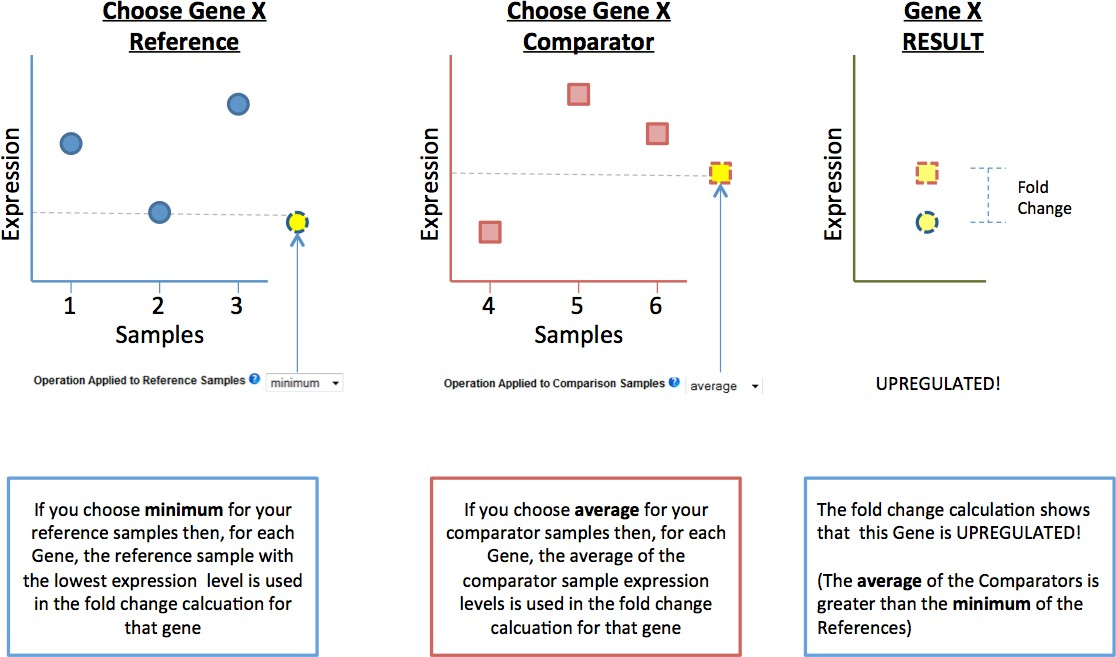 Choose Gene X
Reference
Expression
1
2
3
Samples
Operation Applied to Reference Samples ? minimum
If you choose minimum for your
reference samples then, for each
Gene, the reference sample with
the lowest expression level is used
in the fold change calcuation for
that gene
Choose Gene X
Comparator
Expression
4
5
6
Samples
Operation Applied to Comparison Samples ? average
If you choose average for your
comparator samples then, for each
Gene, the average of the
comparator sample expression
levels is used in the fold change
calcuation for that gene
Gene X
RESULT
Expression
Fold
Change
UPREGULATED!
The fold change calculation shows
that this Gene is UPREGULATED!
(The average of the Comparators is
greater than the minimum of the
References)